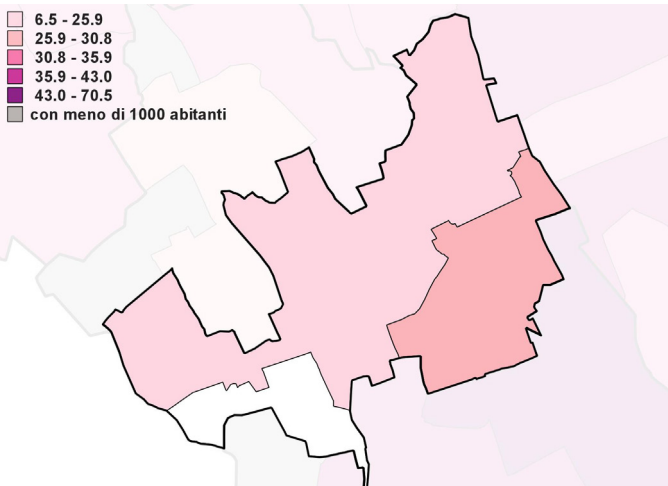 6.5 - 25.9
25.9 - 30.8
30.8 - 35.9
35.9 - 43.0
43.0 - 70.5
con meno di 1000 abitanti